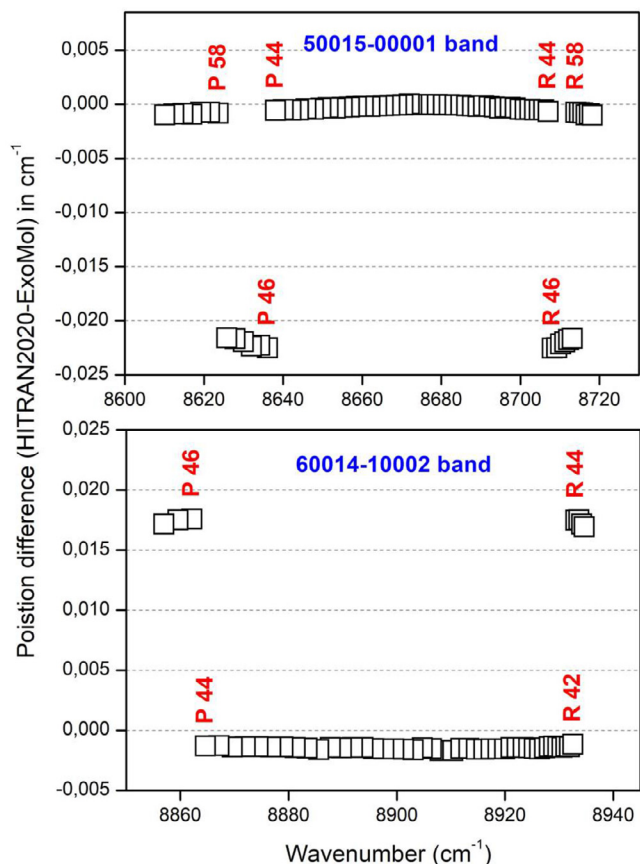 Poistion difference (HITRAN2020-ExoMol) in cm⁻¹
50015-00001 band
P 58
P 44
R 44
R 58
P 46
R 46
0,005
0,000
-0,005
-0,010
-0,015
-0,020
-0,025
8600 8620 8640 8660 8680 8700 8720
60014-10002 band
P 46
R 44
P 44
R 42
0,025
0,020
0,015
0,010
0,005
0,000
-0,005
8860 8880 8900 8920 8940
Wavenumber (cm⁻¹)